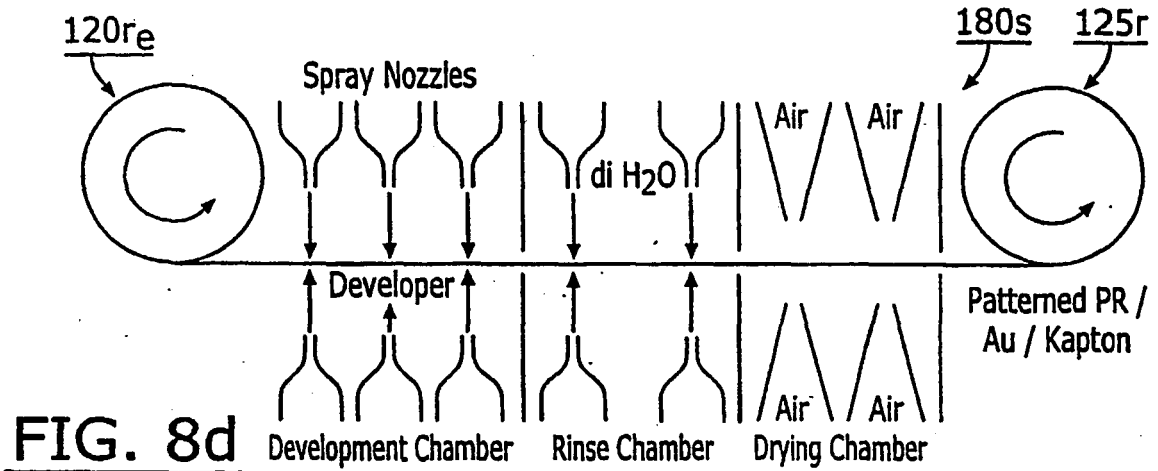 120re
180s
125r
Spray Nozzles
Air
Air
di H2O
Developer
Patterned PR /
Au / Kapton
Air
Air
FIG. 8d
Development Chamber
Rinse Chamber
Drying Chamber